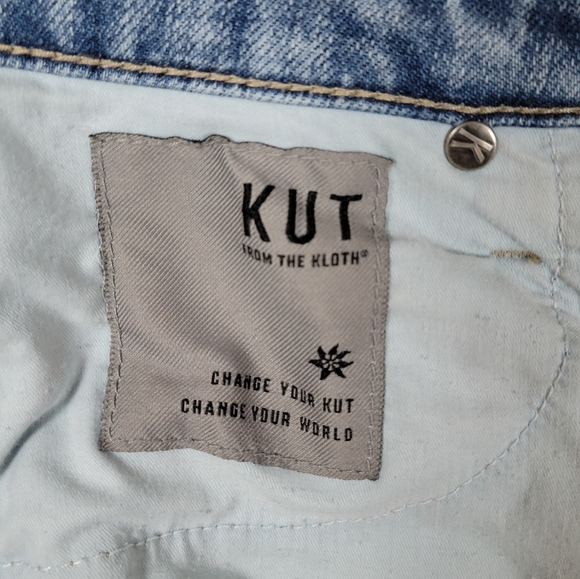 KUT
FROM THE KLOTH®
CHANGE YOUR KUT
CHANGE YOUR WORLD
K